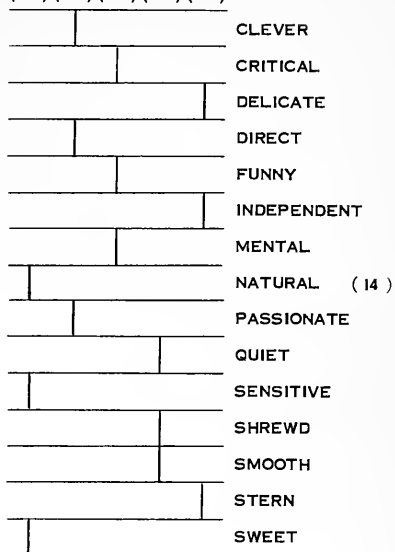 CLEVER
CRITICAL
DELICATE
DIRECT
FUNNY
INDEPENDENT
MENTAL
NATURAL (14)
PASSIONATE
QUIET
SENSITIVE
SHREWD
SMOOTH
STERN
SWEET